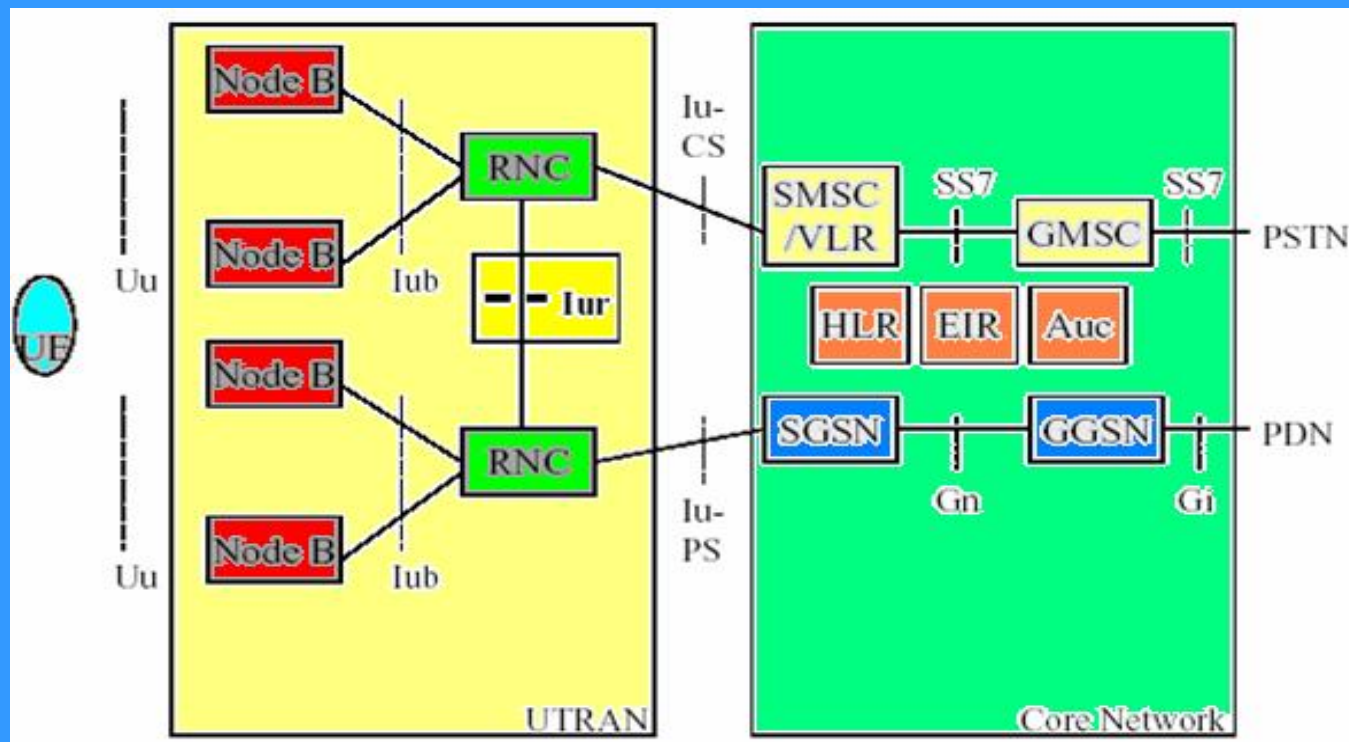 Node B
Node B
Node B
Node B
UE
Uu
Uu
Iub
Iub
RNC
RNC
Iur
UTRAN
Iu-
CS
Iu-
PS
SMSC
/VLR
SS7
GMSC
SS7
PSTN
HLR
EIR
Auc
SGSN
Gn
GGSN
Gi
PDN
Core Network